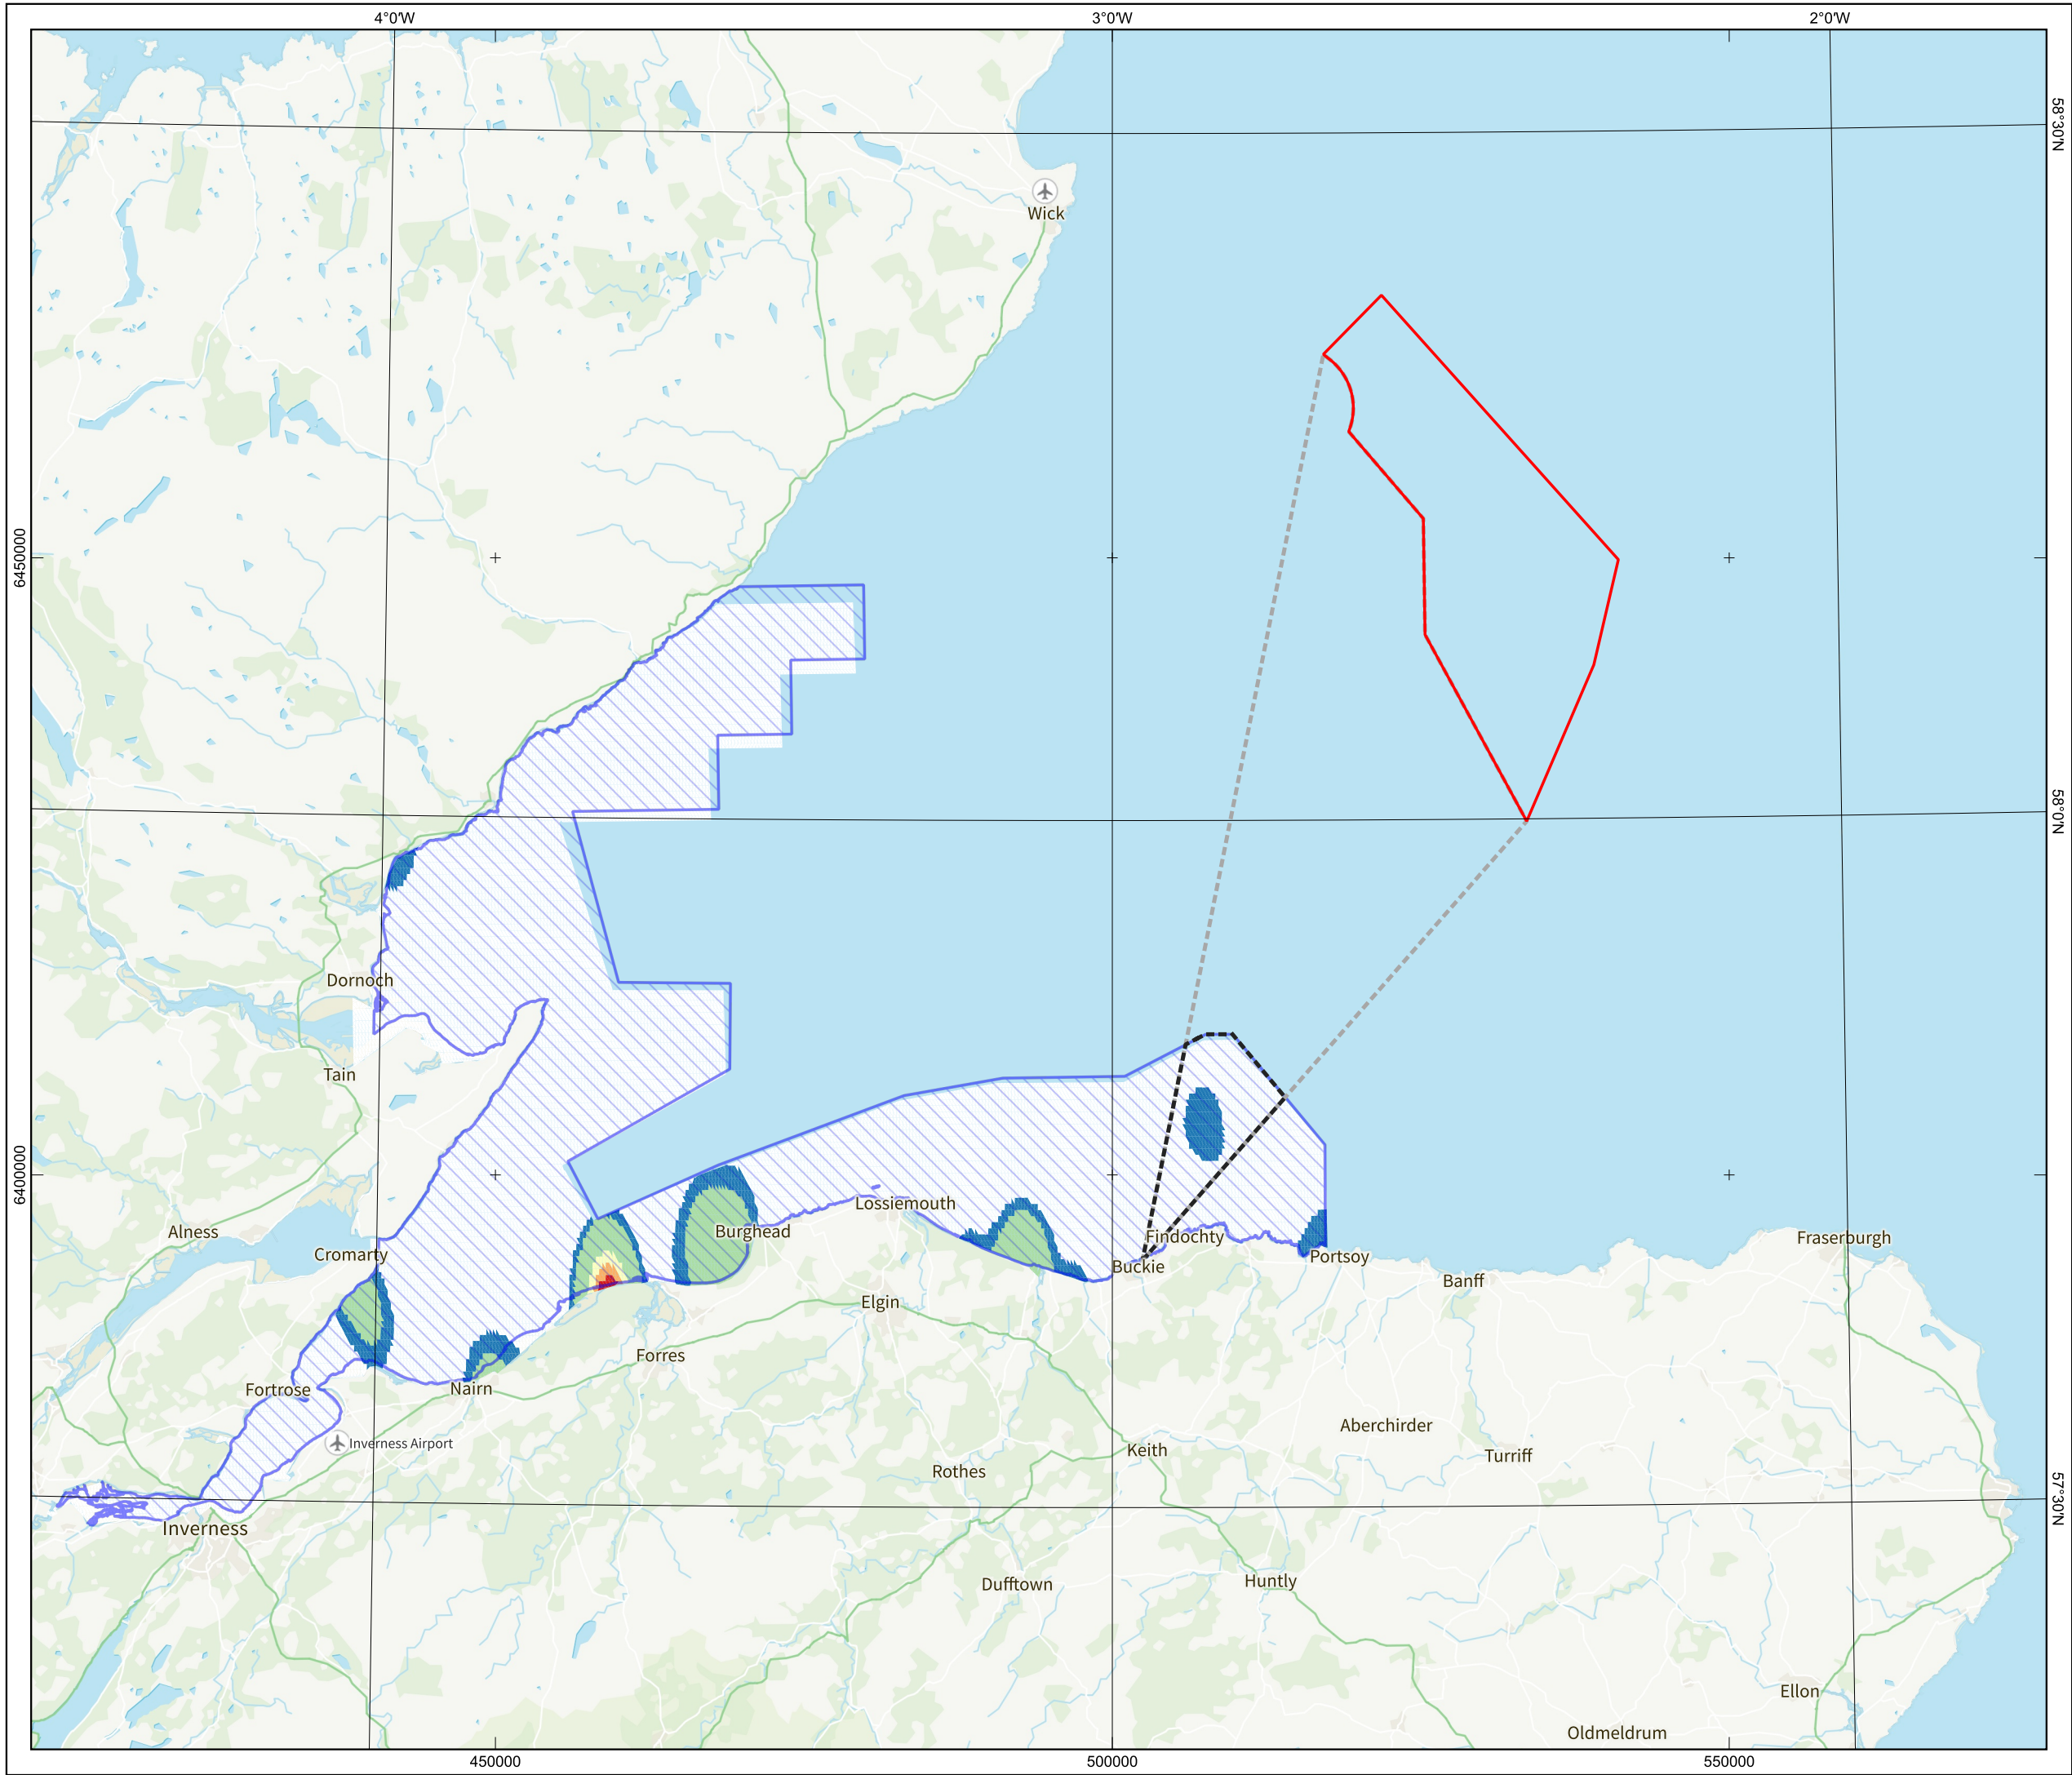 4°0'W
3°0'W
2°0'W
58°30'N
Wick
6450000
58°0'N
Dornoch
Tain
6400000
Lossiemouth
Alness
Burghead
Findochty
Fraserburgh
Cromarty
Portsoy
Buckie
Banff
Elgin
Forres
Fortrose
Nairn
Aberchirder
Inverness Airport
Keith
Turriff
Rothes
57°30'N
Inverness
Huntly
Dufftown
Ellon
Oldmeldrum
450000
500000
550000